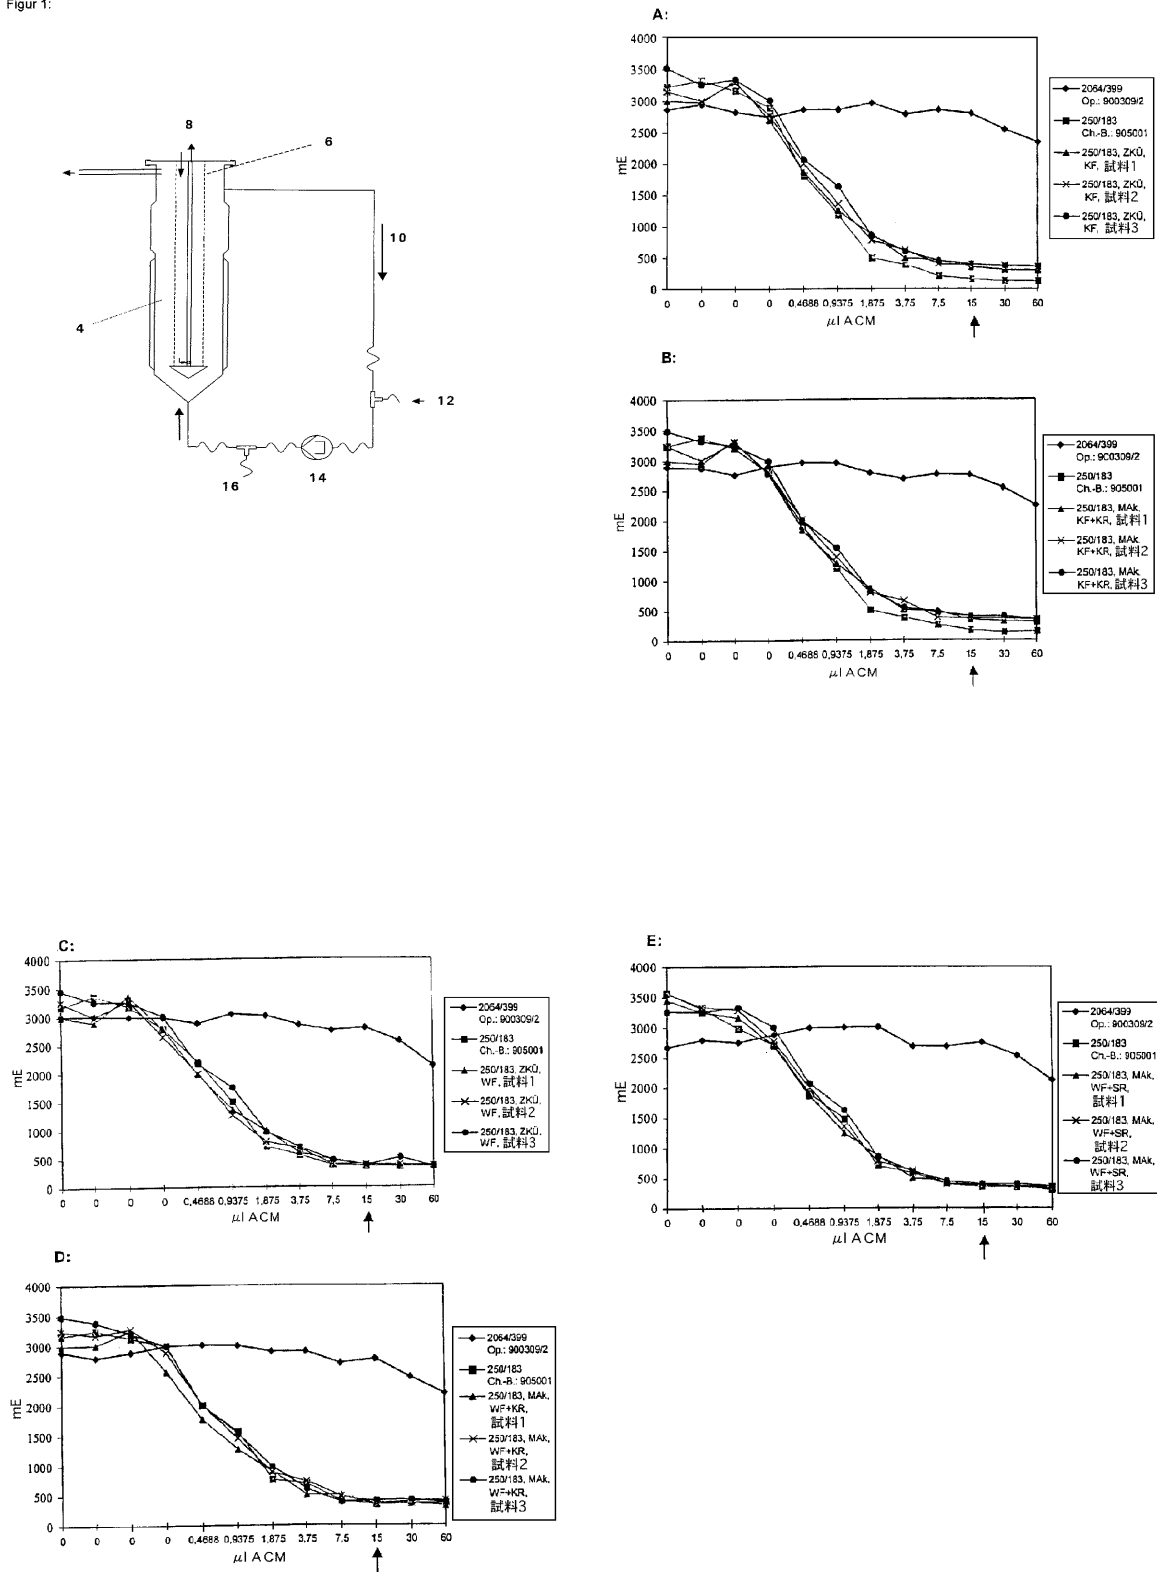 Figur 1:
8
6
10
4
12
16
14
A:
4000
3500
3000
2500
2000
1500
1000
500
0
mE
0 0 0 0 0,4688 0,9375 1,875 3,75 7,5 15 30 60
µl ACM
2064/399
Op.: 900309/2
250/183
Ch.-B.: 905001
250/183, ZKÜ,
KF, 試料1
250/183, ZKÜ,
KF, 試料2
250/183, ZKÜ,
KF, 試料3
B:
4000
3500
3000
2500
2000
1500
1000
500
0
mE
0 0 0 0 0,4688 0,9375 1,875 3,75 7,5 15 30 60
µl ACM
2064/399
Op.: 900309/2
250/183
Ch.-B.: 905001
250/183, MAk,
KF+KR, 試料1
250/183, MAk,
KF+KR, 試料2
250/183, MAk,
KF+KR, 試料3
C:
4000
3500
3000
2500
2000
1500
1000
500
0
mE
0 0 0 0 0,4688 0,9375 1,875 3,75 7,5 15 30 60
µl ACM
2064/399
Op.: 900309/2
250/183
Ch.-B.: 905001
250/183, ZKÜ,
WF, 試料1
250/183, ZKÜ,
WF, 試料2
250/183, ZKÜ,
WF, 試料3
E:
4000
3500
3000
2500
2000
1500
1000
500
0
mE
0 0 0 0 0,4688 0,9375 1,875 3,75 7,5 15 30 60
µl ACM
2064/399
Op.: 900309/2
250/183
Ch.-B.: 905001
250/183, MAk,
WF+SR,
試料1
250/183, MAk,
WF+SR,
試料2
250/183, MAk,
WF+SR,
試料3
D:
4000
3500
3000
2500
2000
1500
1000
500
0
mE
0 0 0 0 0,4688 0,9375 1,875 3,75 7,5 15 30 60
µl ACM
2064/399
Op.: 900309/2
250/183
Ch.-B.: 905001
250/183, MAk,
WF+KR,
試料1
250/183, MAk,
WF+KR,
試料2
250/183, MAk,
WF+KR,
試料3